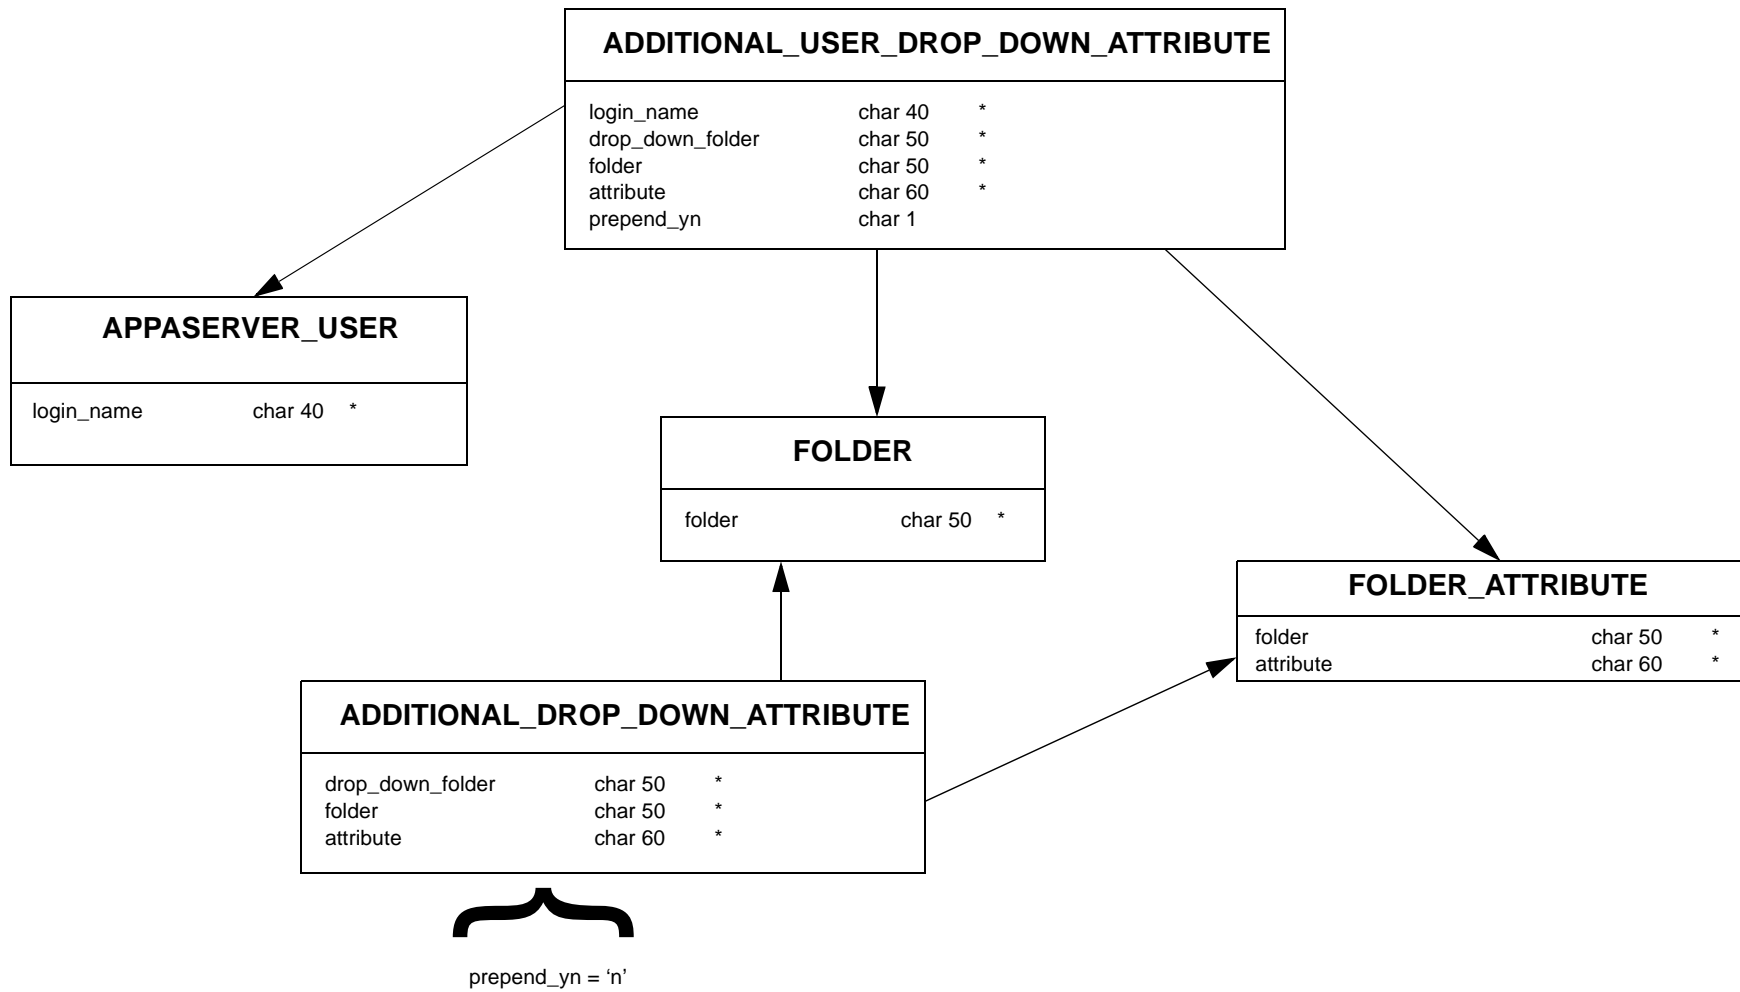 ADDITIONAL_USER_DROP_DOWN_ATTRIBUTE
login_name char 40 *
drop_down_folder char 50 *
folder char 50 *
attribute char 60 *
prepend_yn char 1
APPASERVER_USER
login_name char 40 *
FOLDER
folder char 50 *
FOLDER_ATTRIBUTE
folder char 50 *
attribute char 60 *
ADDITIONAL_DROP_DOWN_ATTRIBUTE
drop_down_folder char 50 *
folder char 50 *
attribute char 60 *
prepend_yn = ‘n’